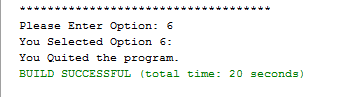 ************************************
Please Enter Option: 6
You Selected Option 6:
You Quited the program.
BUILD SUCCESSFUL (total time: 20 seconds)